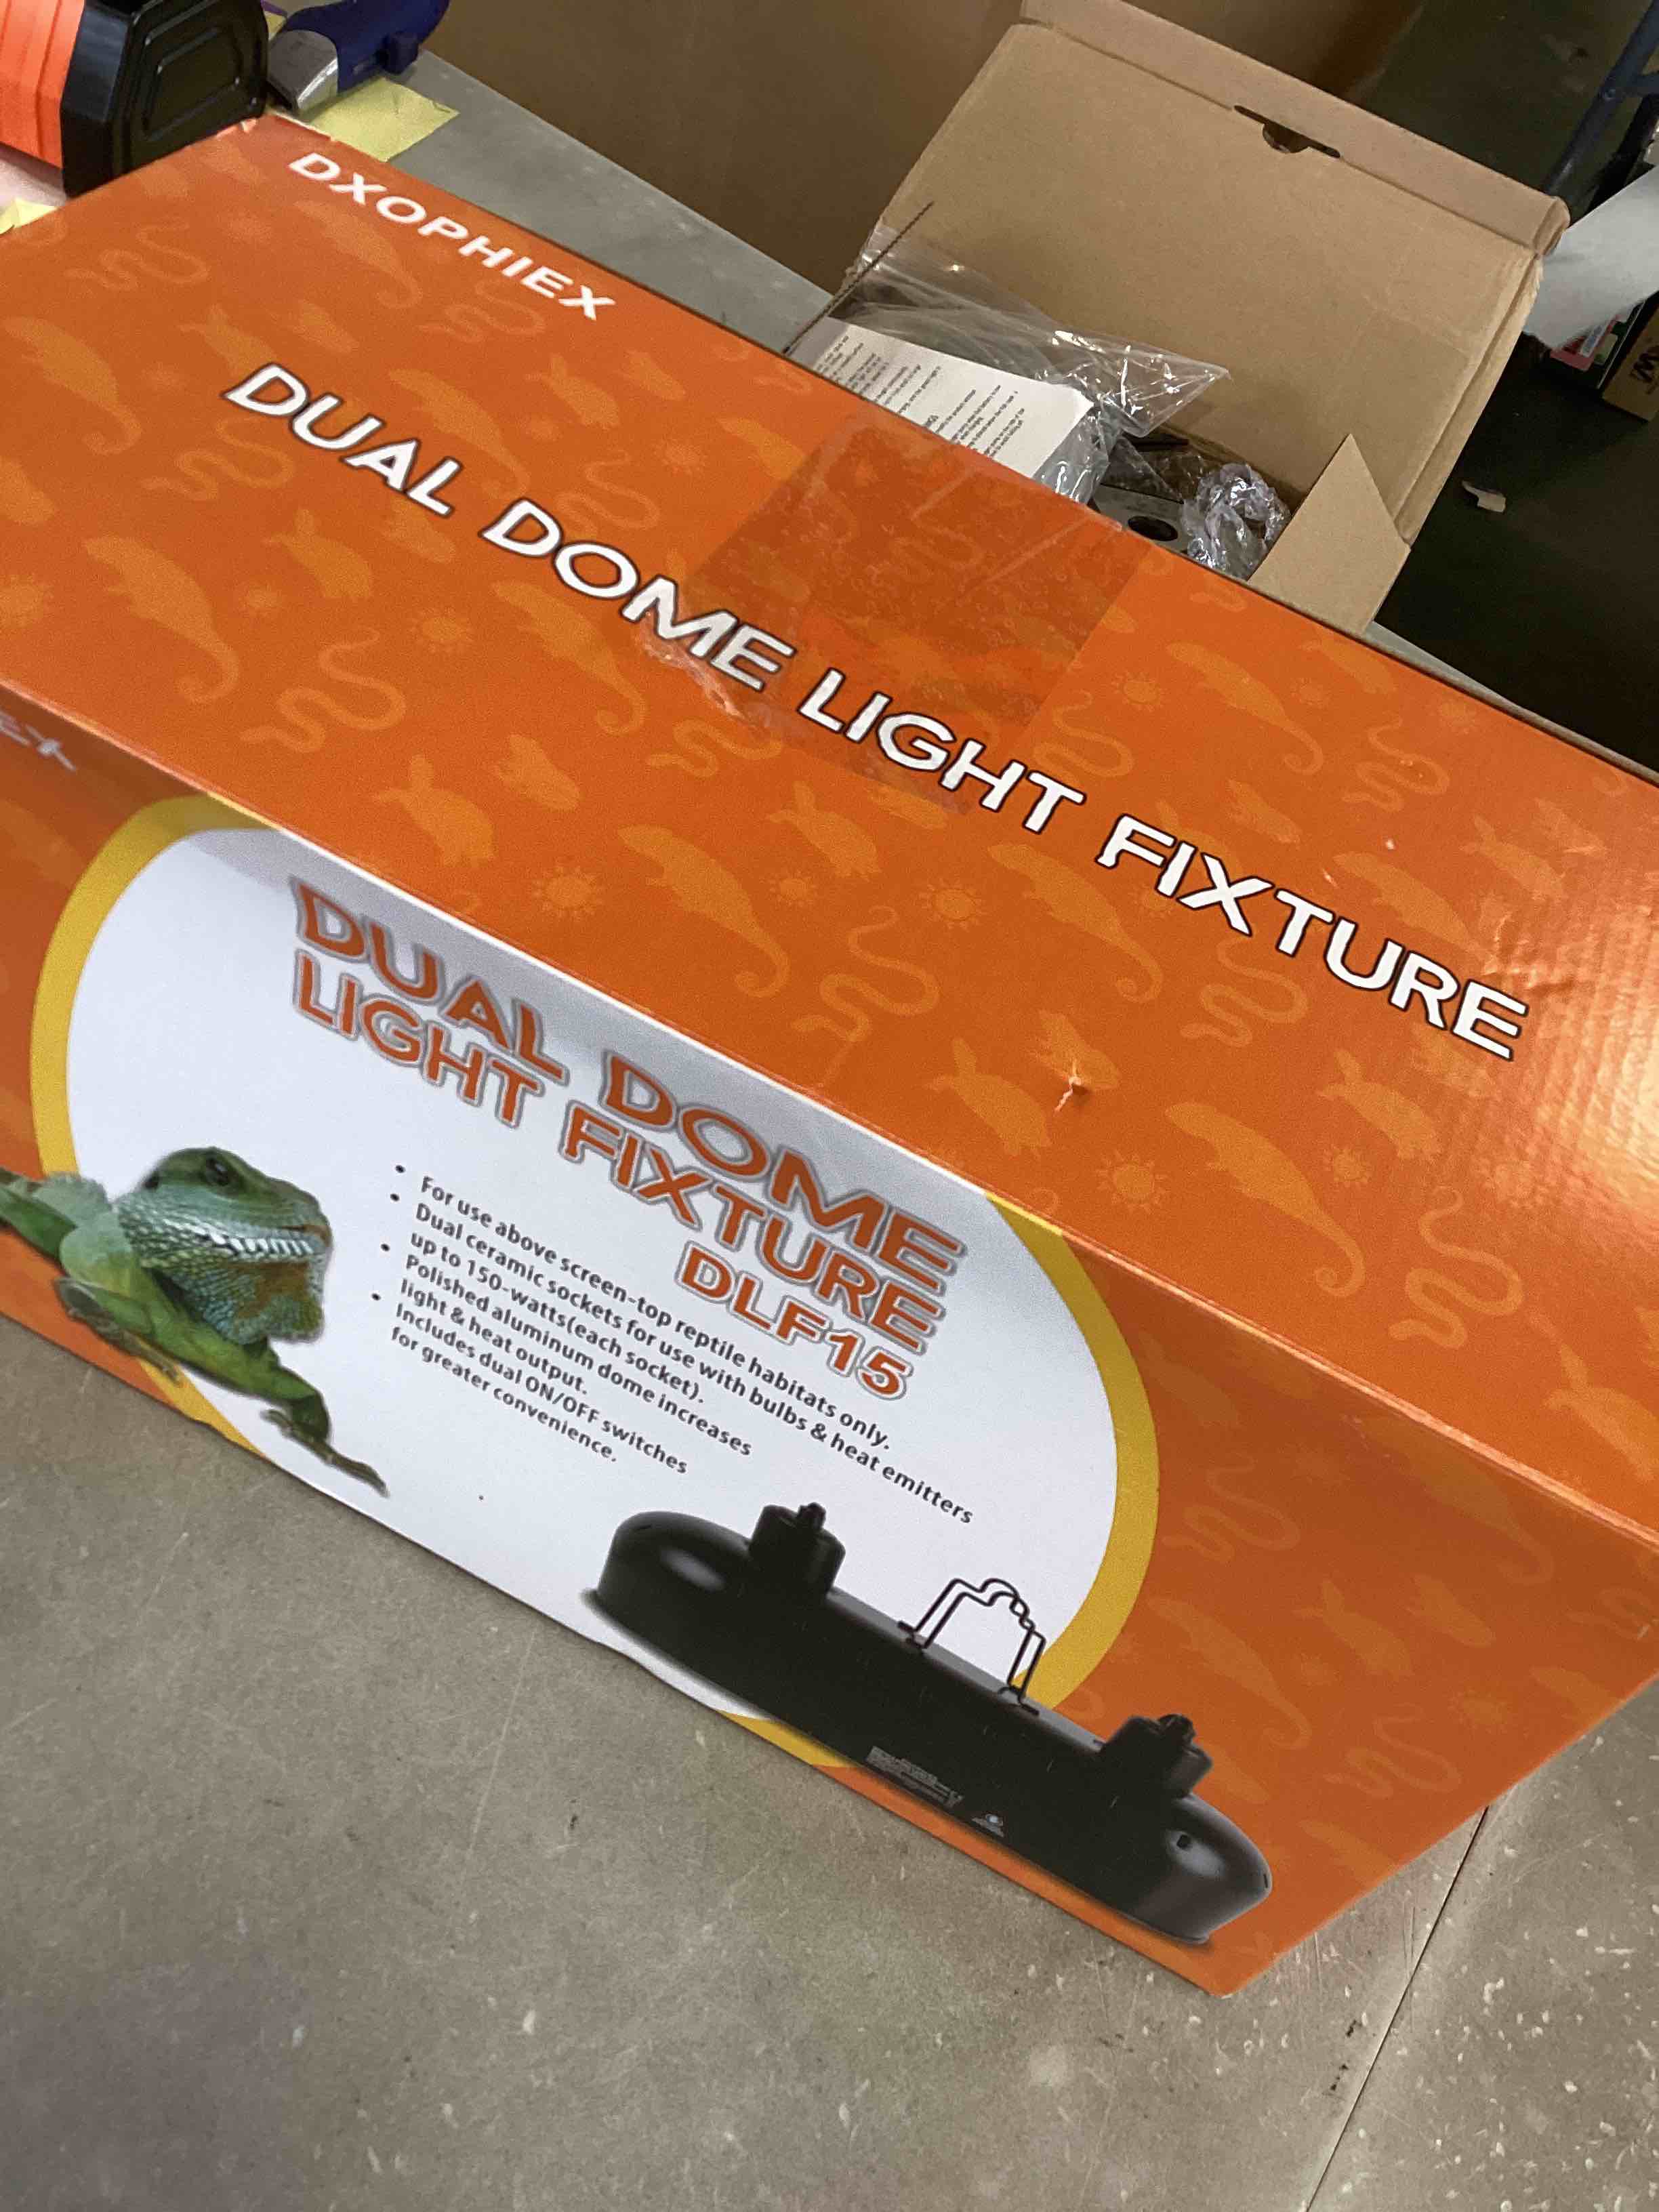 DXOPHIEX
DUAL DOME LIGHT FIXTURE
DUAL DOME
LIGHT FIXTURE
DLF15
• For use above screen-top reptile habitats only.
• Dual ceramic sockets for use with bulbs & heat emitters
up to 150-watts(each socket).
• Polished aluminum dome increases
light & heat output.
• Includes dual ON/OFF switches
for greater convenience.